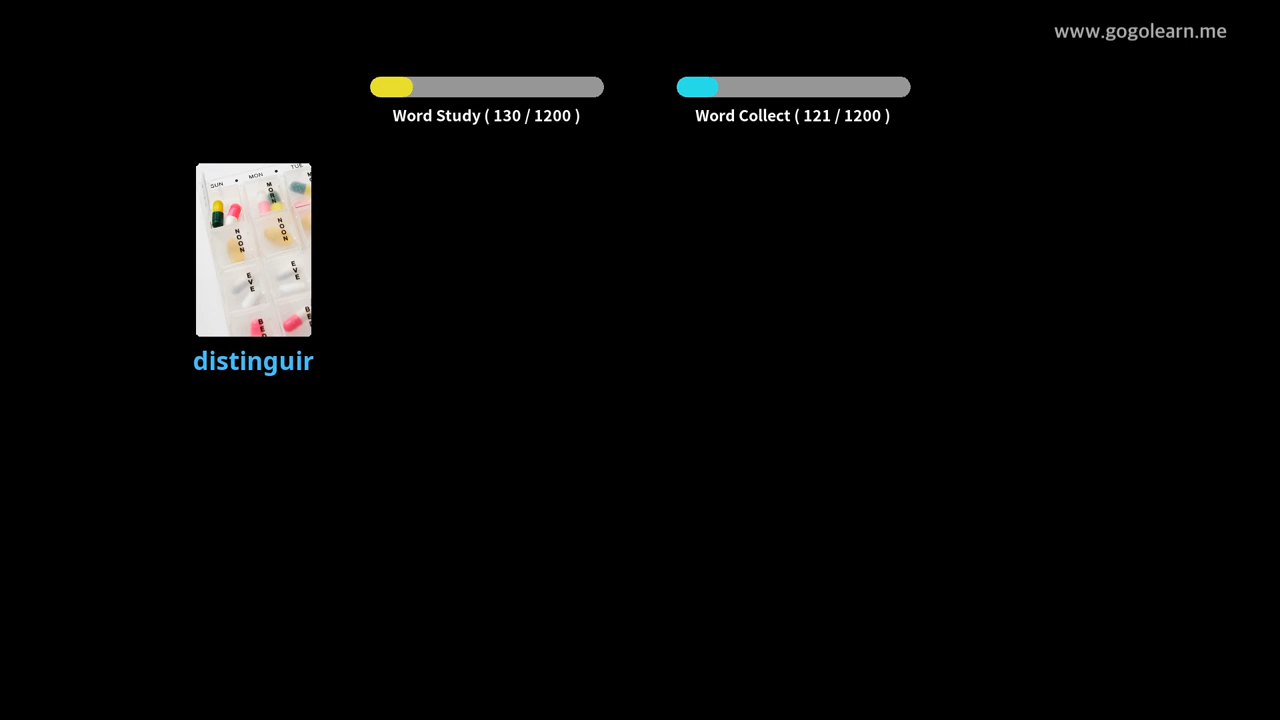 www.gogolearn.me
Word Study ( 130 / 1200 )
Word Collect ( 121 / 1200 )
SUN
MON
TUE
MORN
NOON
NOON
EVE
EVE
distinguir